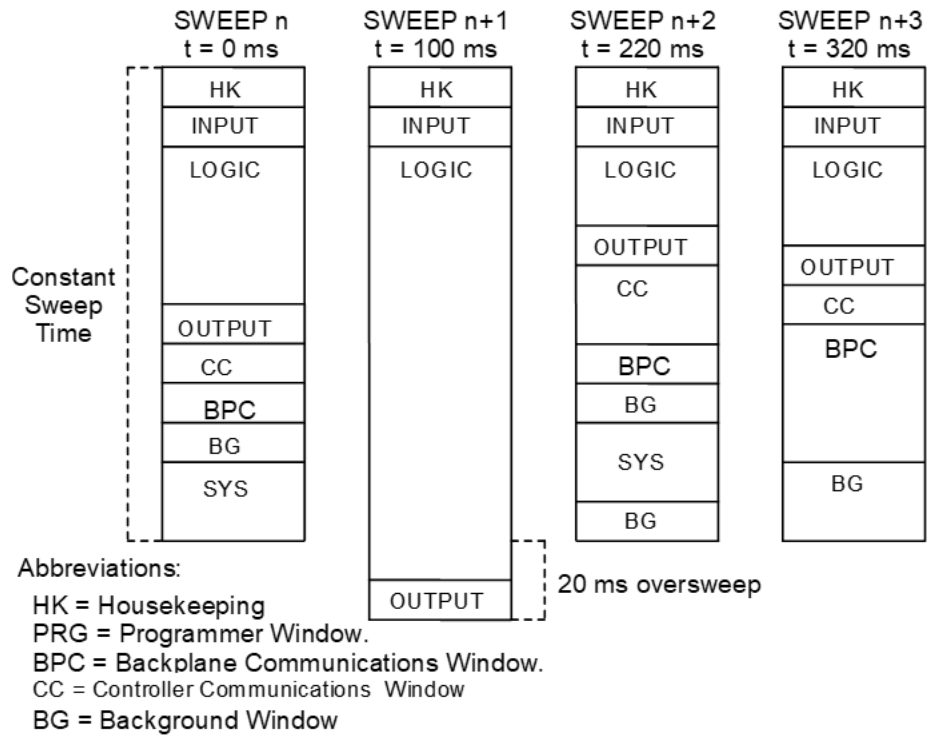 SWEEP n
t = 0 ms
HK
INPUT
LOGIC
OUTPUT
CC
BPC
BG
SYS
SWEEP n+1
t = 100 ms
HK
INPUT
LOGIC
OUTPUT
SWEEP n+2
t = 220 ms
HK
INPUT
LOGIC
OUTPUT
CC
BPC
BG
SYS
BG
SWEEP n+3
t = 320 ms
HK
INPUT
LOGIC
OUTPUT
CC
BPC
BG
Constant
Sweep
Time
20 ms oversweep
Abbreviations:
HK = Housekeeping
PRG = Programmer Window.
BPC = Backplane Communications Window.
CC = Controller Communications Window
BG = Background Window